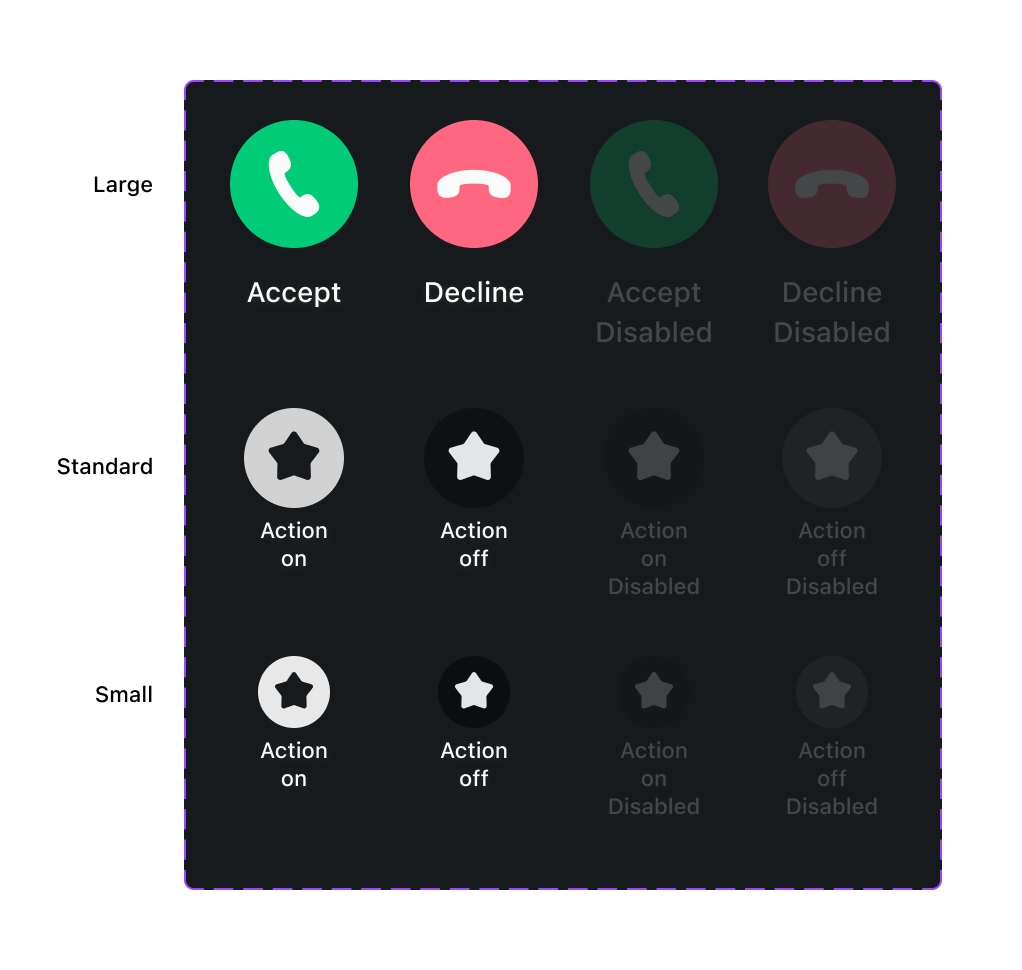 Large
Accept
Decline
Accept
Disabled
Decline
Disabled
Standard
Action
on
Action
off
Action
on
Disabled
Action
off
Disabled
Small
Action
on
Action
off
Action
on
Disabled
Action
off
Disabled